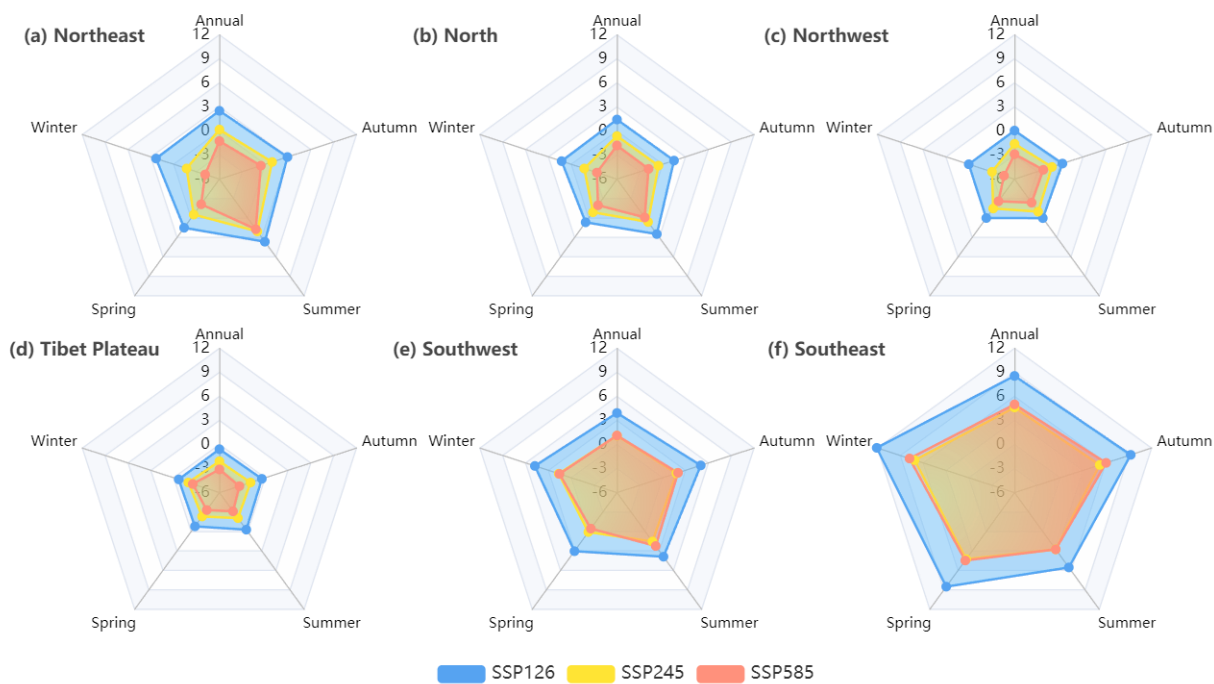 (a) Northeast
Annual
12
9
6
3
0
-3
-6
Winter
Autumn
Spring
Summer
(b) North
Annual
12
9
6
3
0
-3
-6
Winter
Autumn
Spring
Summer
(c) Northwest
Annual
12
9
6
3
0
-3
-6
Winter
Autumn
Spring
Summer
(d) Tibet Plateau
Annual
12
9
6
3
0
-3
-6
Winter
Autumn
Spring
Summer
(e) Southwest
Annual
12
9
6
3
0
-3
-6
Winter
Autumn
Spring
Summer
(f) Southeast
Annual
12
9
6
3
0
-3
-6
Winter
Autumn
Spring
Summer
SSP126 SSP245 SSP585